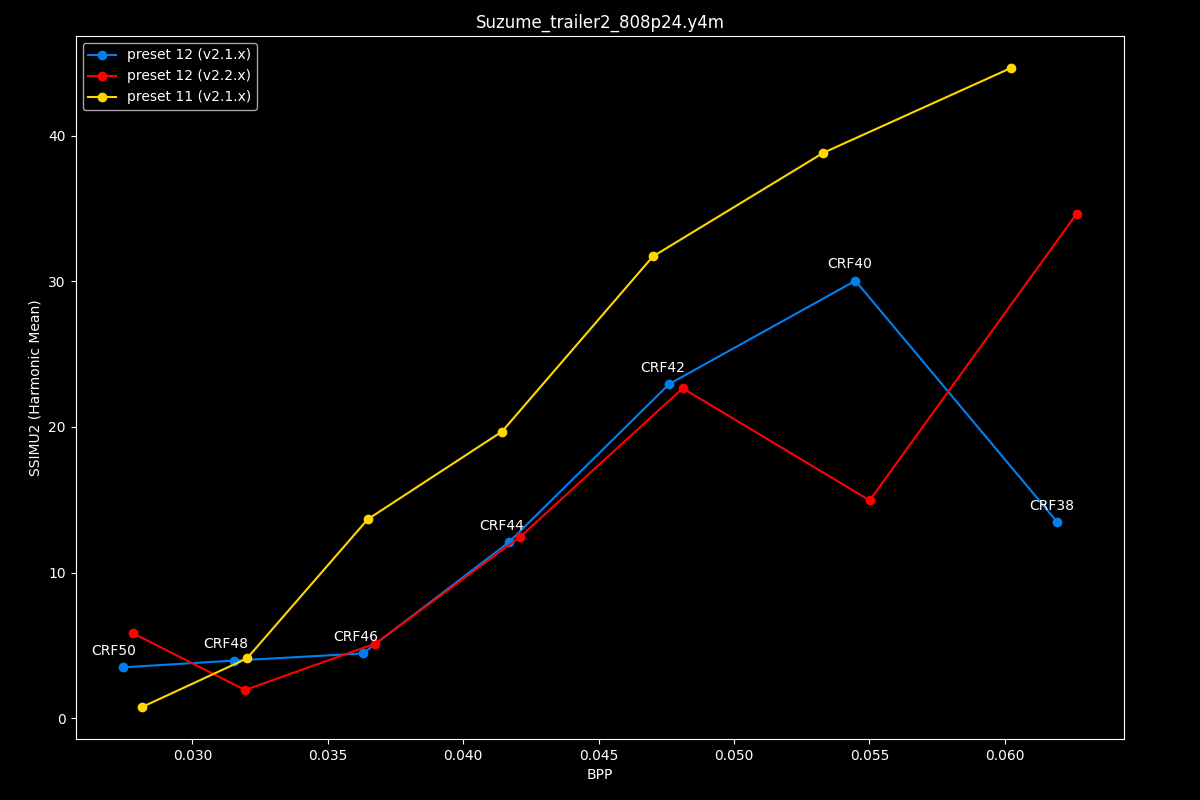 Suzume_trailer2_808p24.y4m
preset 12 (v2.1.x)
preset 12 (v2.2.x)
preset 11 (v2.1.x)
SSIMU2 (Harmonic Mean)
40
30
20
10
0
CRF50
CRF48
CRF46
CRF44
CRF42
CRF40
CRF38
0.030
0.035
0.040
0.045
0.050
0.055
0.060
BPP